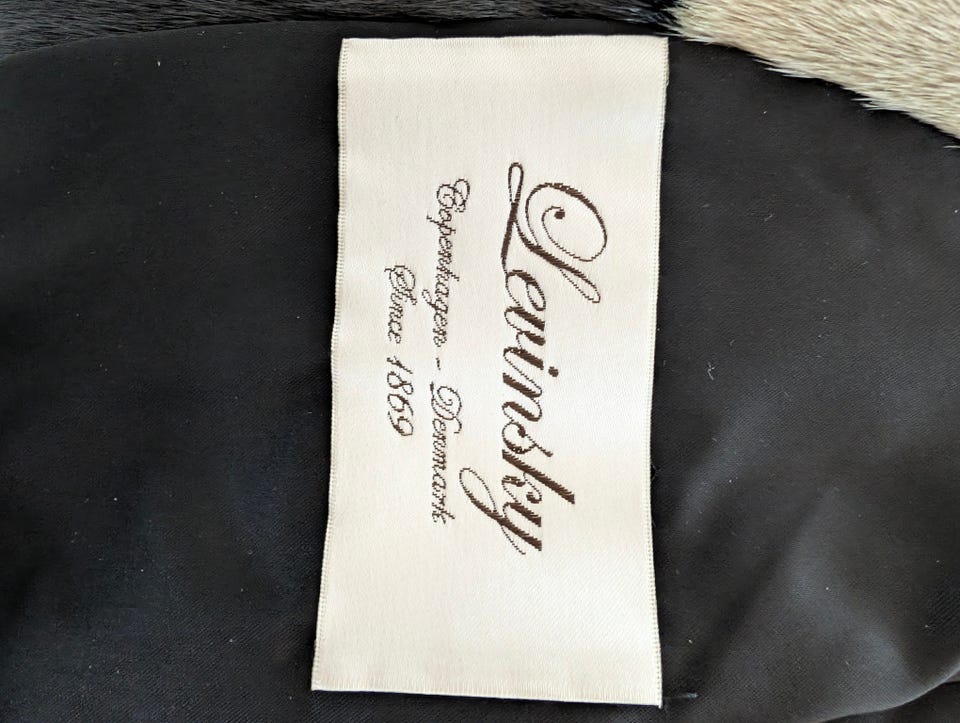 Levinsky
Copenhagen - Denmark
Since 1869